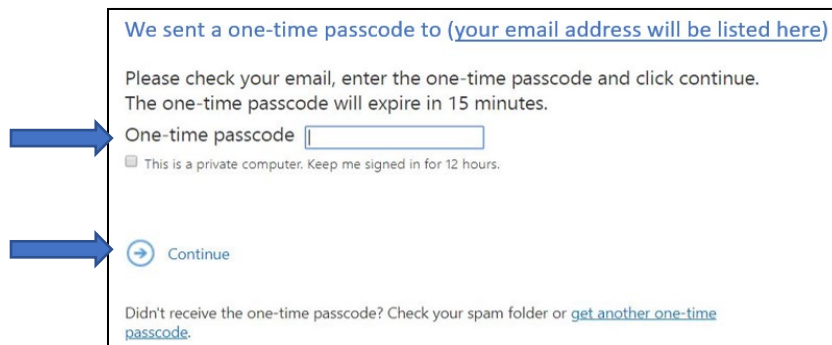 We sent a one-time passcode to (your email address will be listed here)
Please check your email, enter the one-time passcode and click continue.
The one-time passcode will expire in 15 minutes.
One-time passcode
This is a private computer. Keep me signed in for 12 hours.
Continue
Didn't receive the one-time passcode? Check your spam folder or get another one-time
passcode.